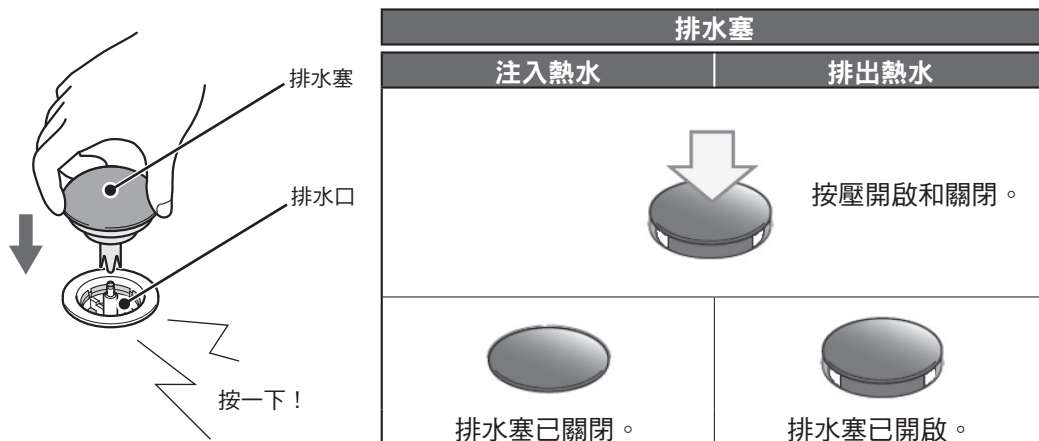 排水塞
排水口
按一下！
排水塞
注入熱水
排出熱水
按壓開啟和關閉。
排水塞已關閉。
排水塞已開啟。